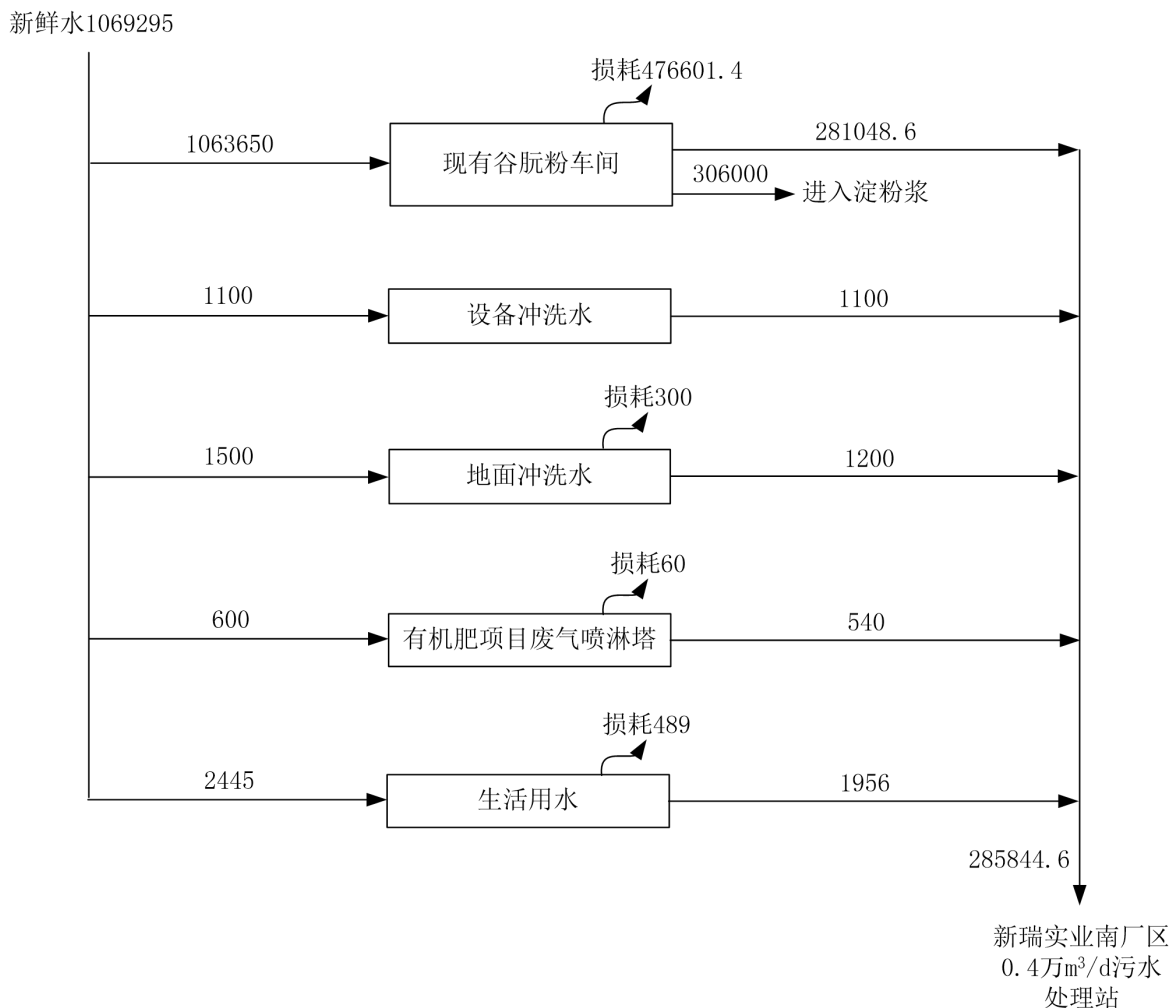 新鲜水1069295
损耗476601.4
1063650
现有谷朊粉车间
281048.6
306000
进入淀粉浆
1100
设备冲洗水
1100
损耗300
1500
地面冲洗水
1200
损耗60
600
有机肥项目废气喷淋塔
540
损耗489
2445
生活用水
1956
285844.6
新瑞实业南厂区
0.4万m³/d污水
处理站